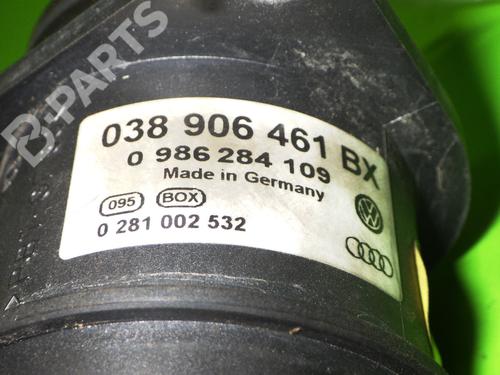 B-PARTS
038 906 461 BX
0 986 284 109
Made in Germany
095 BOX
0 281 002 532